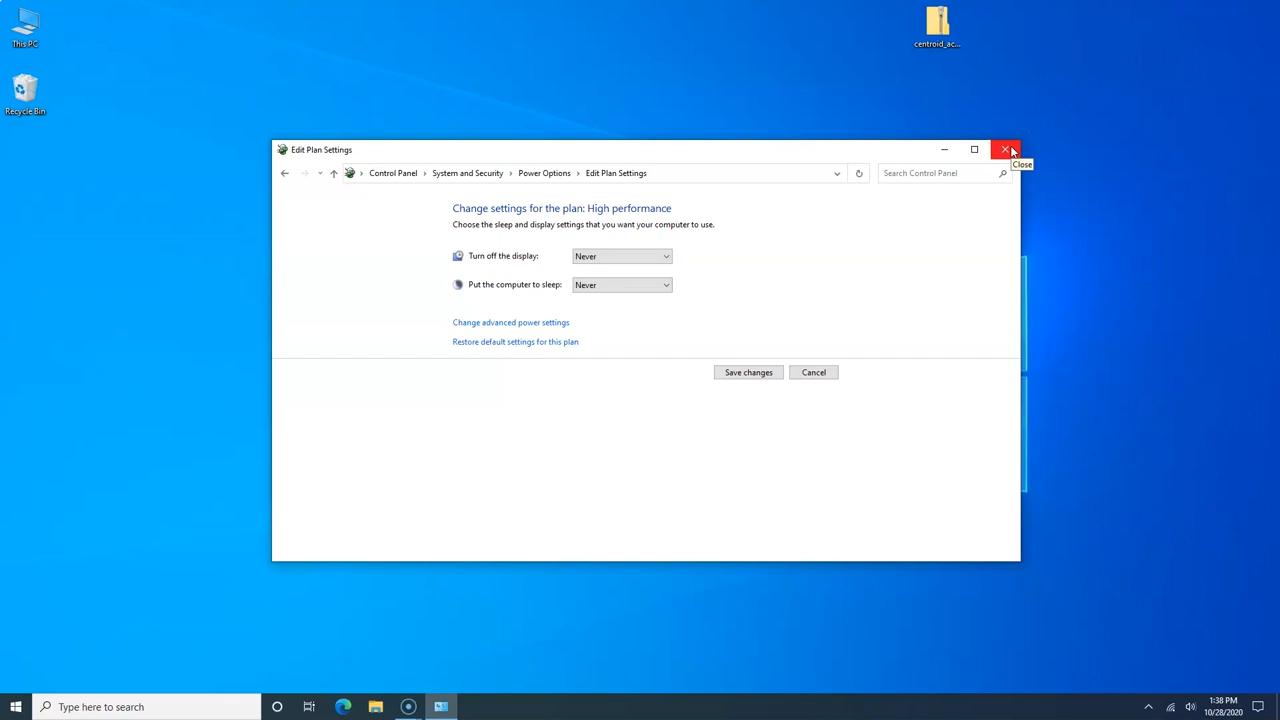 This PC
centroid_ac...
Recycle Bin
Edit Plan Settings
Close
Control Panel
System and Security
Power Options
Edit Plan Settings
Search Control Panel
Change settings for the plan: High performance
Choose the sleep and display settings that you want your computer to use.
Turn off the display:
Never
Put the computer to sleep:
Never
Change advanced power settings
Restore default settings for this plan
Save changes
Cancel
Type here to search
1:38 PM
10/28/2020